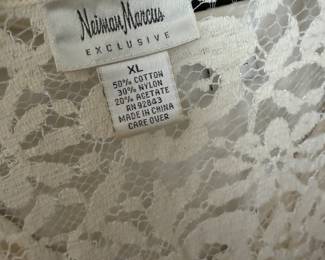 Neiman Marcus
EXCLUSIVE
XL
50% COTTON
30% NYLON
20% ACETATE
RN 92843
MADE IN CHINA
CARE OVER